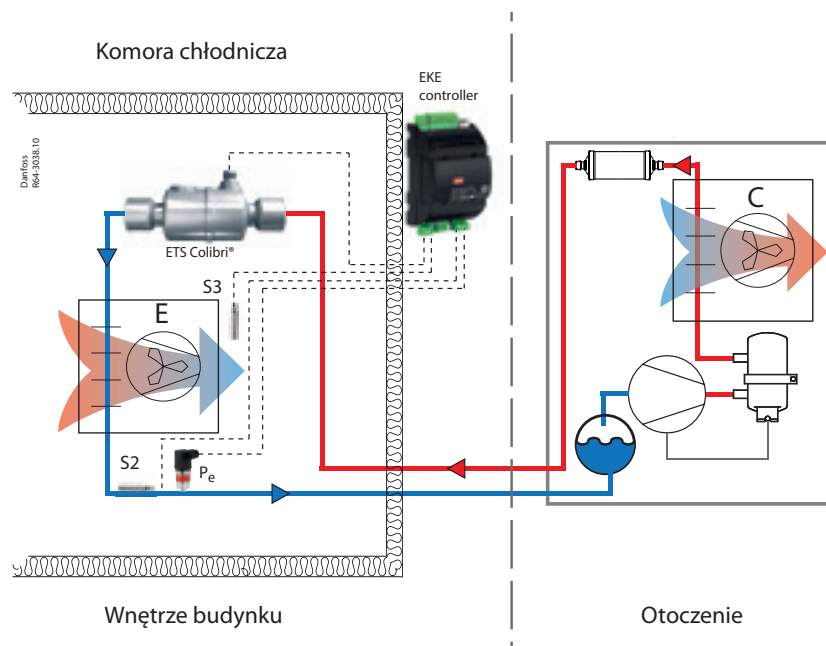 Komora chłodnicza
EKE
controller
Danfoss
R64-3038.10
ETS Colibri®
C
S3
E
S2
Pe
Wnętrze budynku
Otoczenie